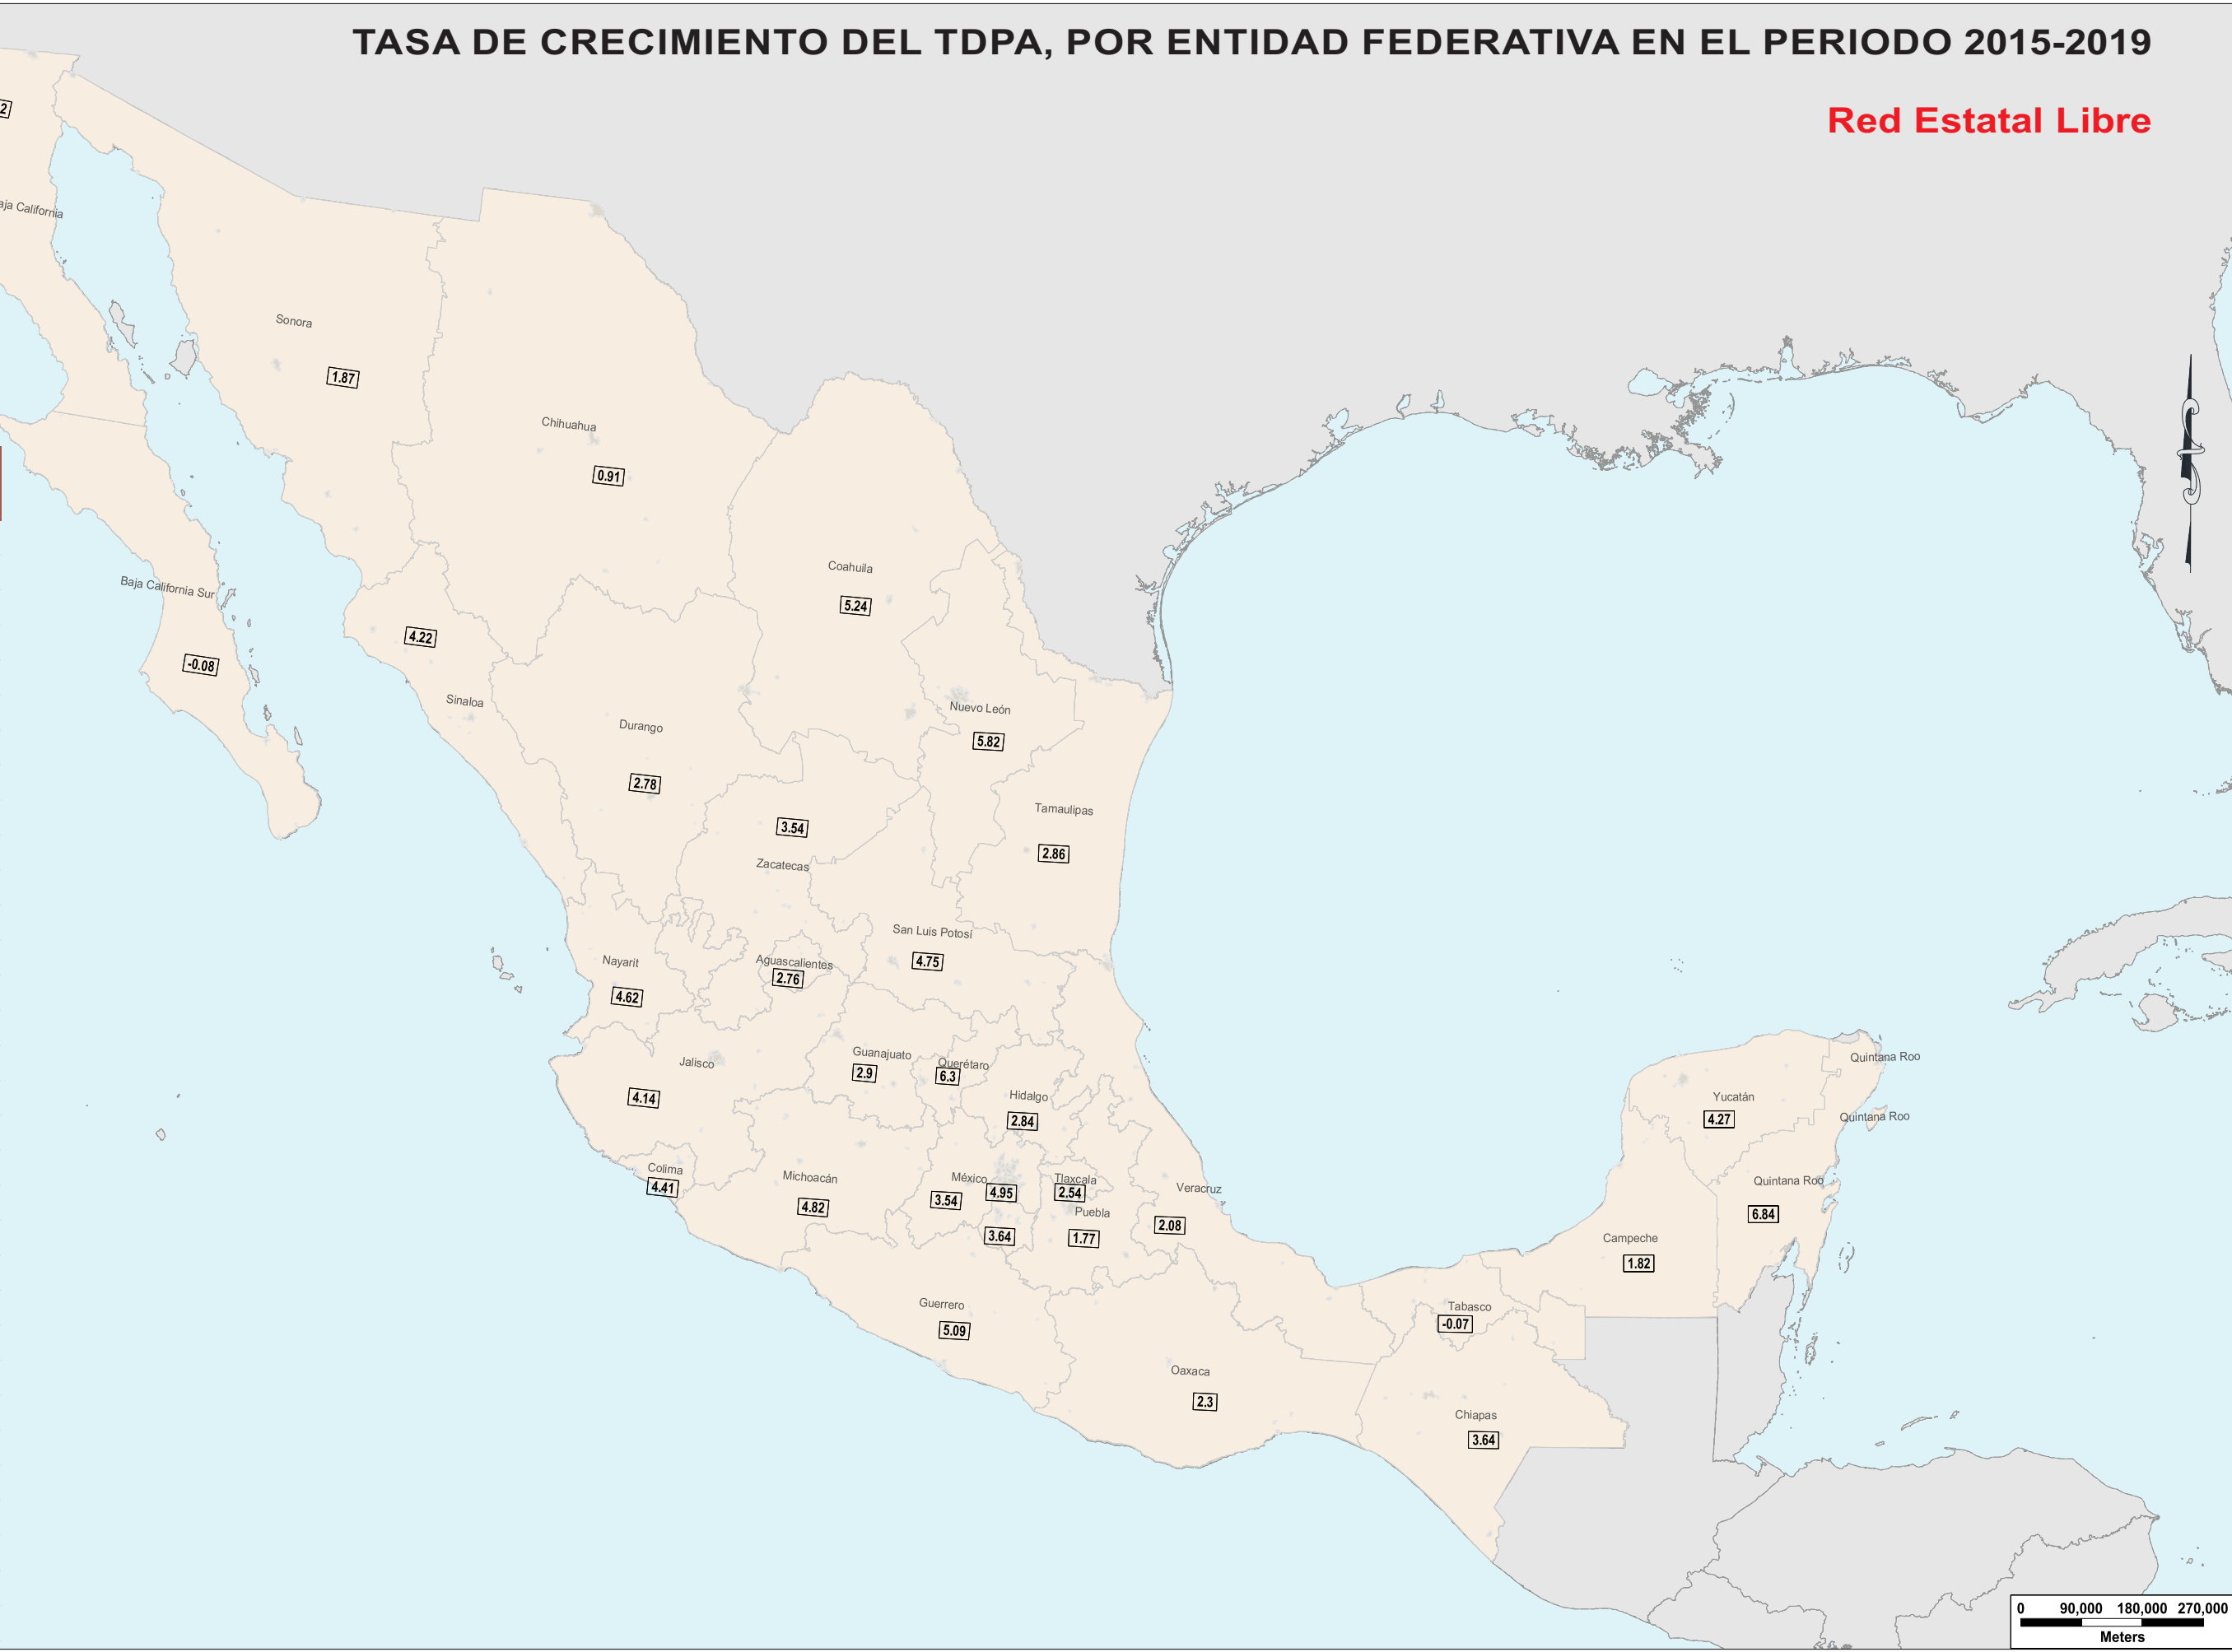 TASA DE CRECIMIENTO DEL TDPA, POR ENTIDAD FEDERATIVA EN EL PERIODO 2015-2019
Red Estatal Libre
2
aja California
Sonora
1.87
Chihuahua
0.91
Coahuila
5.24
Baja California Sur
-0.08
4.22
Sinaloa
Nuevo León
5.82
Durango
2.78
Tamaulipas
2.86
3.54
Zacatecas
San Luis Potosí
4.75
Nayarit
4.62
Aguascalientes
2.76
Jalisco
4.14
Guanajuato
2.9
Querétaro
6.3
Hidalgo
2.84
Quintana Roo
Yucatán
4.27
Quintana Roo
Colima
4.41
Michoacán
4.82
México
3.54
4.95
3.64
Tlaxcala
2.54
Puebla
1.77
Veracruz
2.08
Quintana Roo
6.84
Campeche
1.82
Guerrero
5.09
Tabasco
-0.07
Oaxaca
2.3
Chiapas
3.64
0 90,000 180,000 270,000
Meters